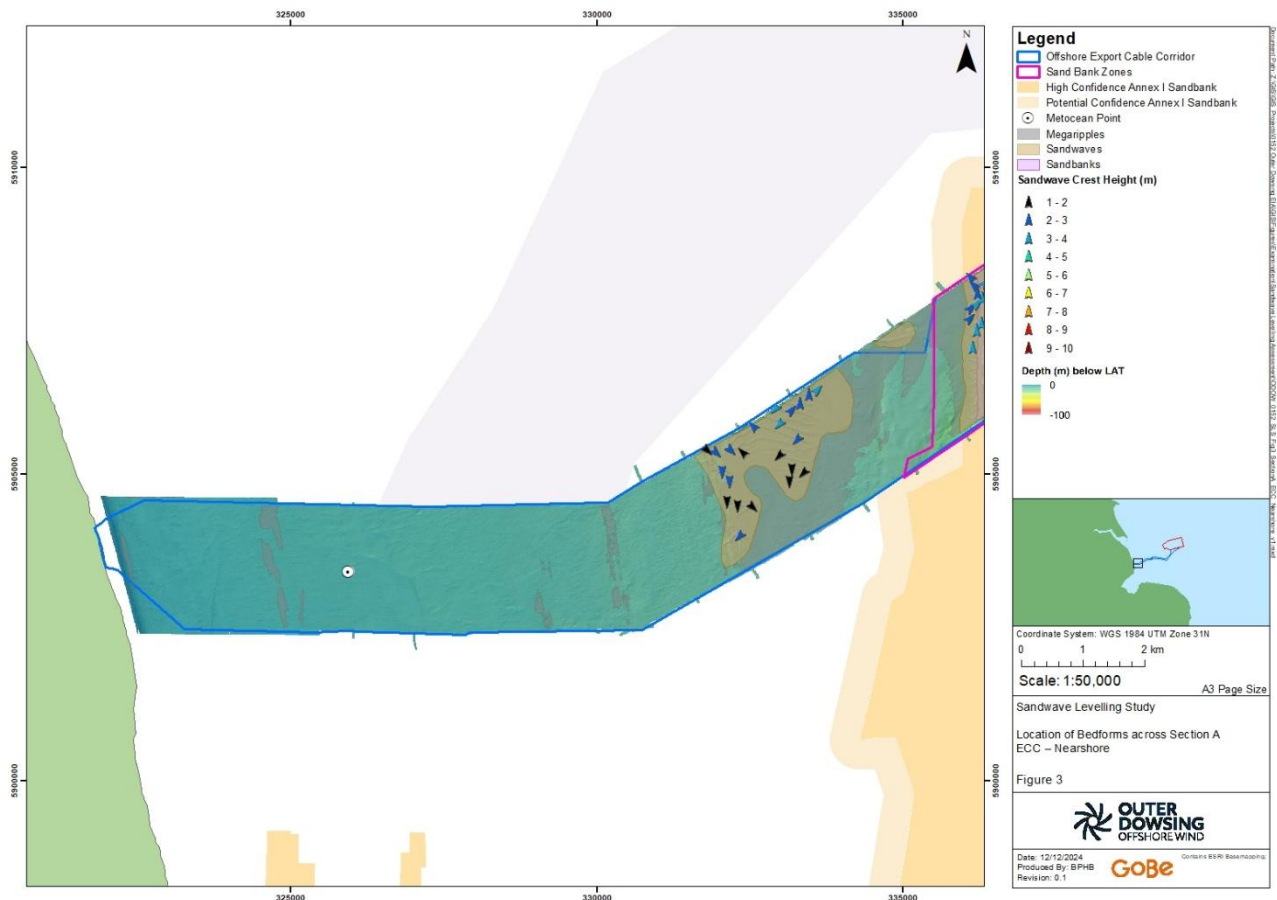 325000
330000
335000
5910000
5905000
5900000
N
5910000
5905000
5900000
325000
330000
335000
Legend
Offshore Export Cable Corridor
Sand Bank Zones
High Confidence Annex I Sandbank
Potential Confidence Annex I Sandbank
Metocean Point
Megaripples
Sandwaves
Sandbanks
Sandwave Crest Height (m)
1 - 2
2 - 3
3 - 4
4 - 5
5 - 6
6 - 7
7 - 8
8 - 9
9 - 10
Depth (m) below LAT
0
-100
Coordinate System: WGS 1984 UTM Zone 31N
0 1 2 km
Scale: 1:50,000
A3 Page Size
Sandwave Levelling Study
Location of Bedforms across Section A
ECC – Nearshore
Figure 3
OUTER
DOWSING
OFFSHORE WIND
Date: 12/12/2024
Produced By: BPHB
Revision: 0.1
GoBe
Contains ESRI Basemapping;